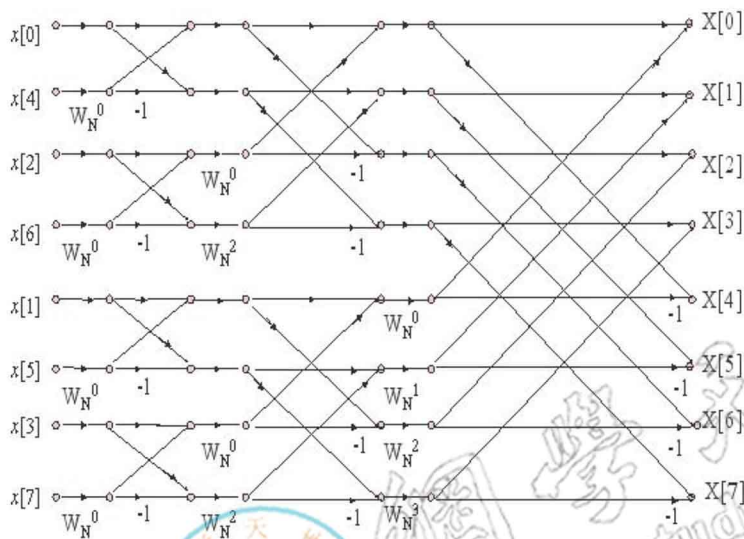 x[0] X[0]
x[4] W_N^0 -1 X[1]
x[2] W_N^0 -1 X[2]
x[6] W_N^0 -1 W_N^2 -1 X[3]
x[1] W_N^0 -1 X[4]
x[5] W_N^0 -1 W_N^1 -1 X[5]
x[3] W_N^0 -1 W_N^2 -1 X[6]
x[7] W_N^0 -1 W_N^2 -1 W_N^3 -1 X[7]
天